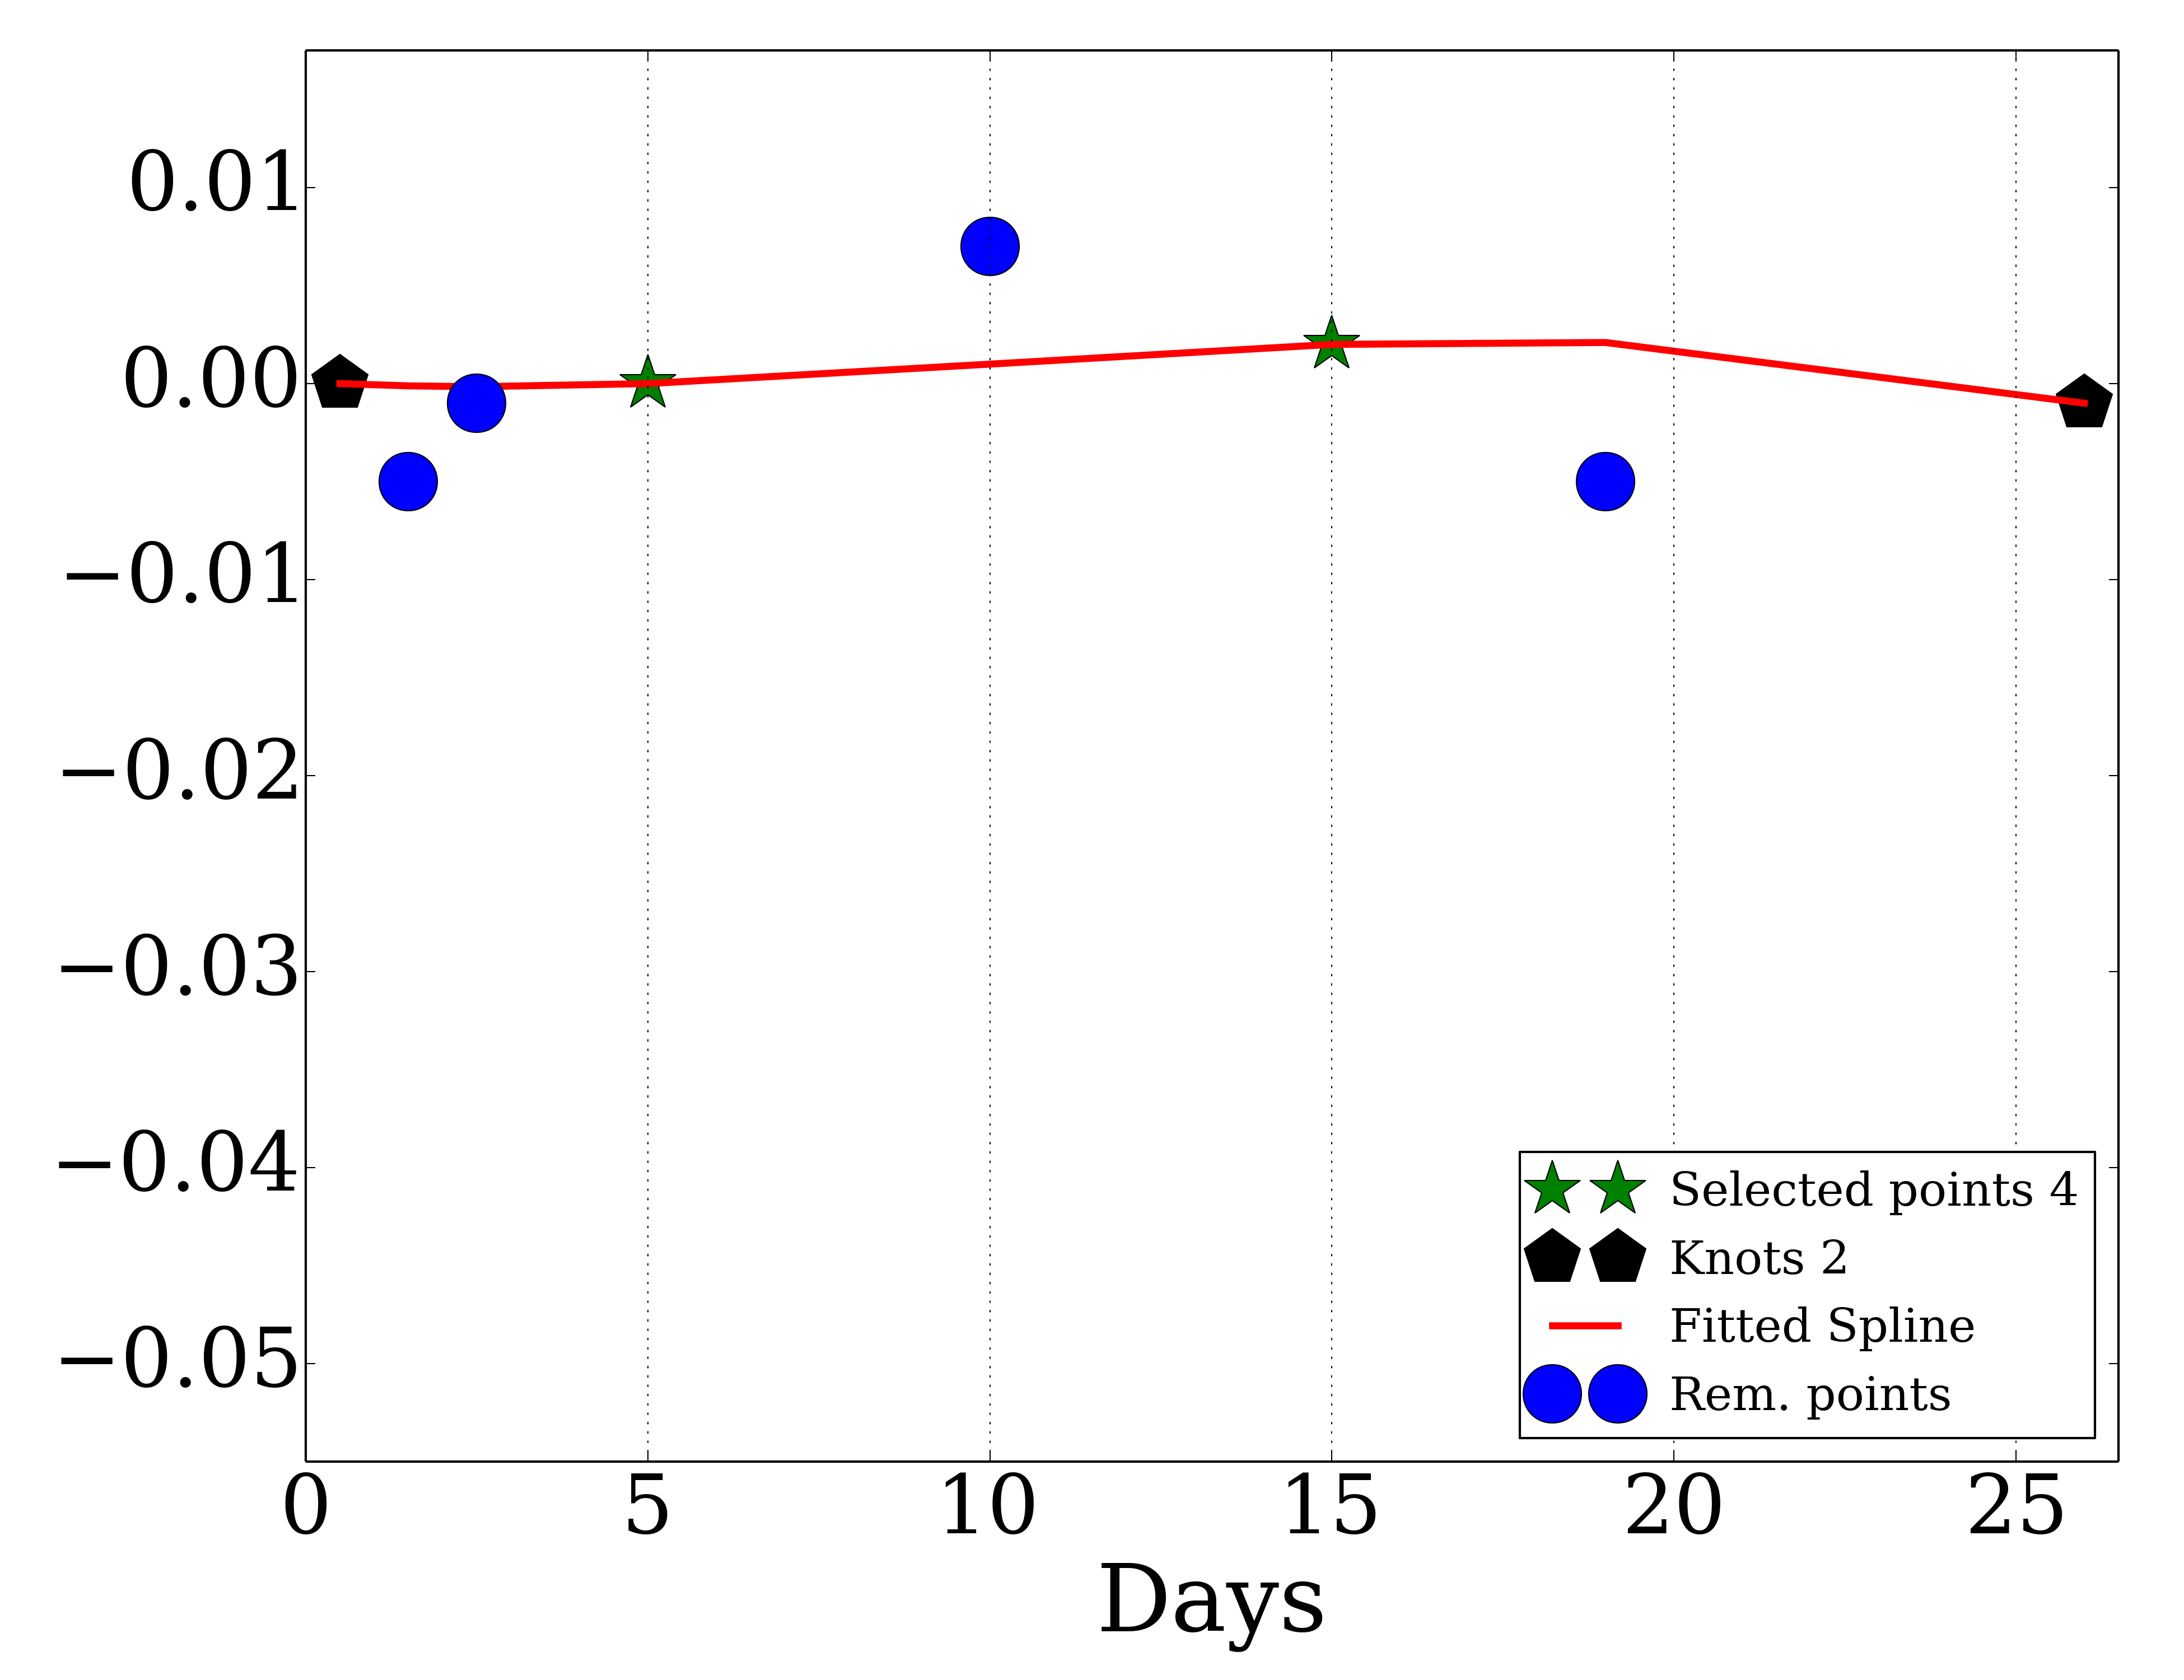 0.01
0.00
−0.01
−0.02
−0.03
−0.04
−0.05
Selected points 4
Knots 2
Fitted Spline
Rem. points
0 5 10 15 20 25
Days